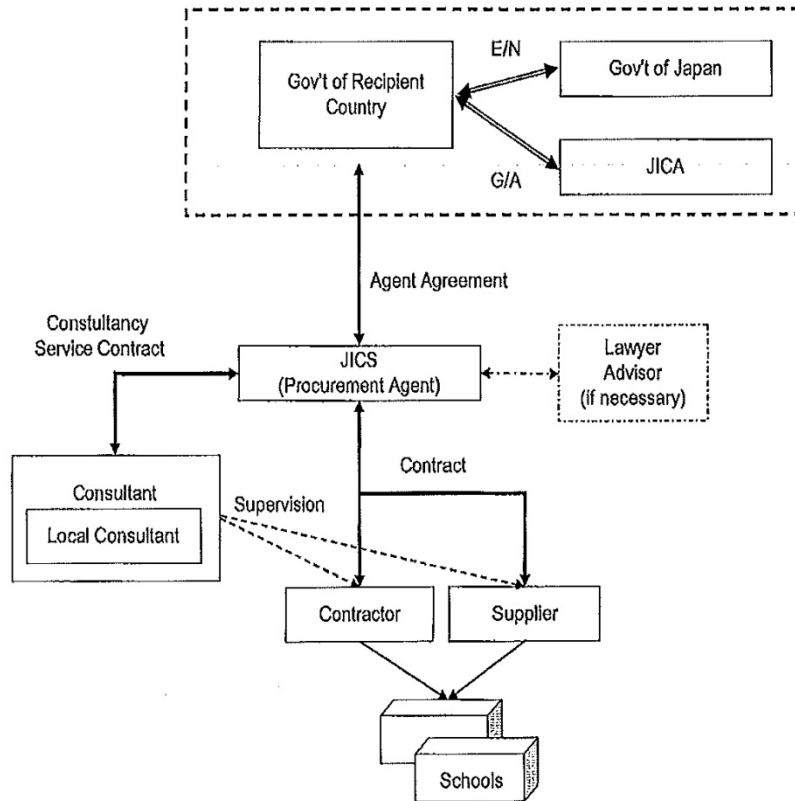 E/N
Gov't of Recipient
Country
Gov't of Japan
G/A
JICA
Agent Agreement
Constultancy
Service Contract
JICS
(Procurement Agent)
Lawyer
Advisor
(if necessary)
Contract
Consultant
Local Consultant
Supervision
Contractor
Supplier
Schools